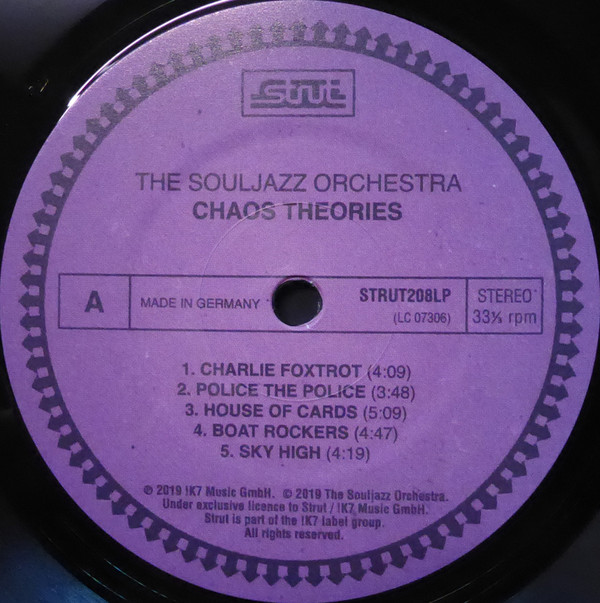 Strut
THE SOULJAZZ ORCHESTRA
CHAOS THEORIES
A
MADE IN GERMANY
STRUT208LP
(LC 07306)
STEREO
33⅓ rpm
1. CHARLIE FOXTROT (4:09)
2. POLICE THE POLICE (3:48)
3. HOUSE OF CARDS (5:09)
4. BOAT ROCKERS (4:47)
5. SKY HIGH (4:19)
℗ 2019 !K7 Music GmbH. © 2019 The Souljazz Orchestra.
Under exclusive licence to Strut / !K7 Music GmbH.
Strut is part of the !K7 label group.
All rights reserved.